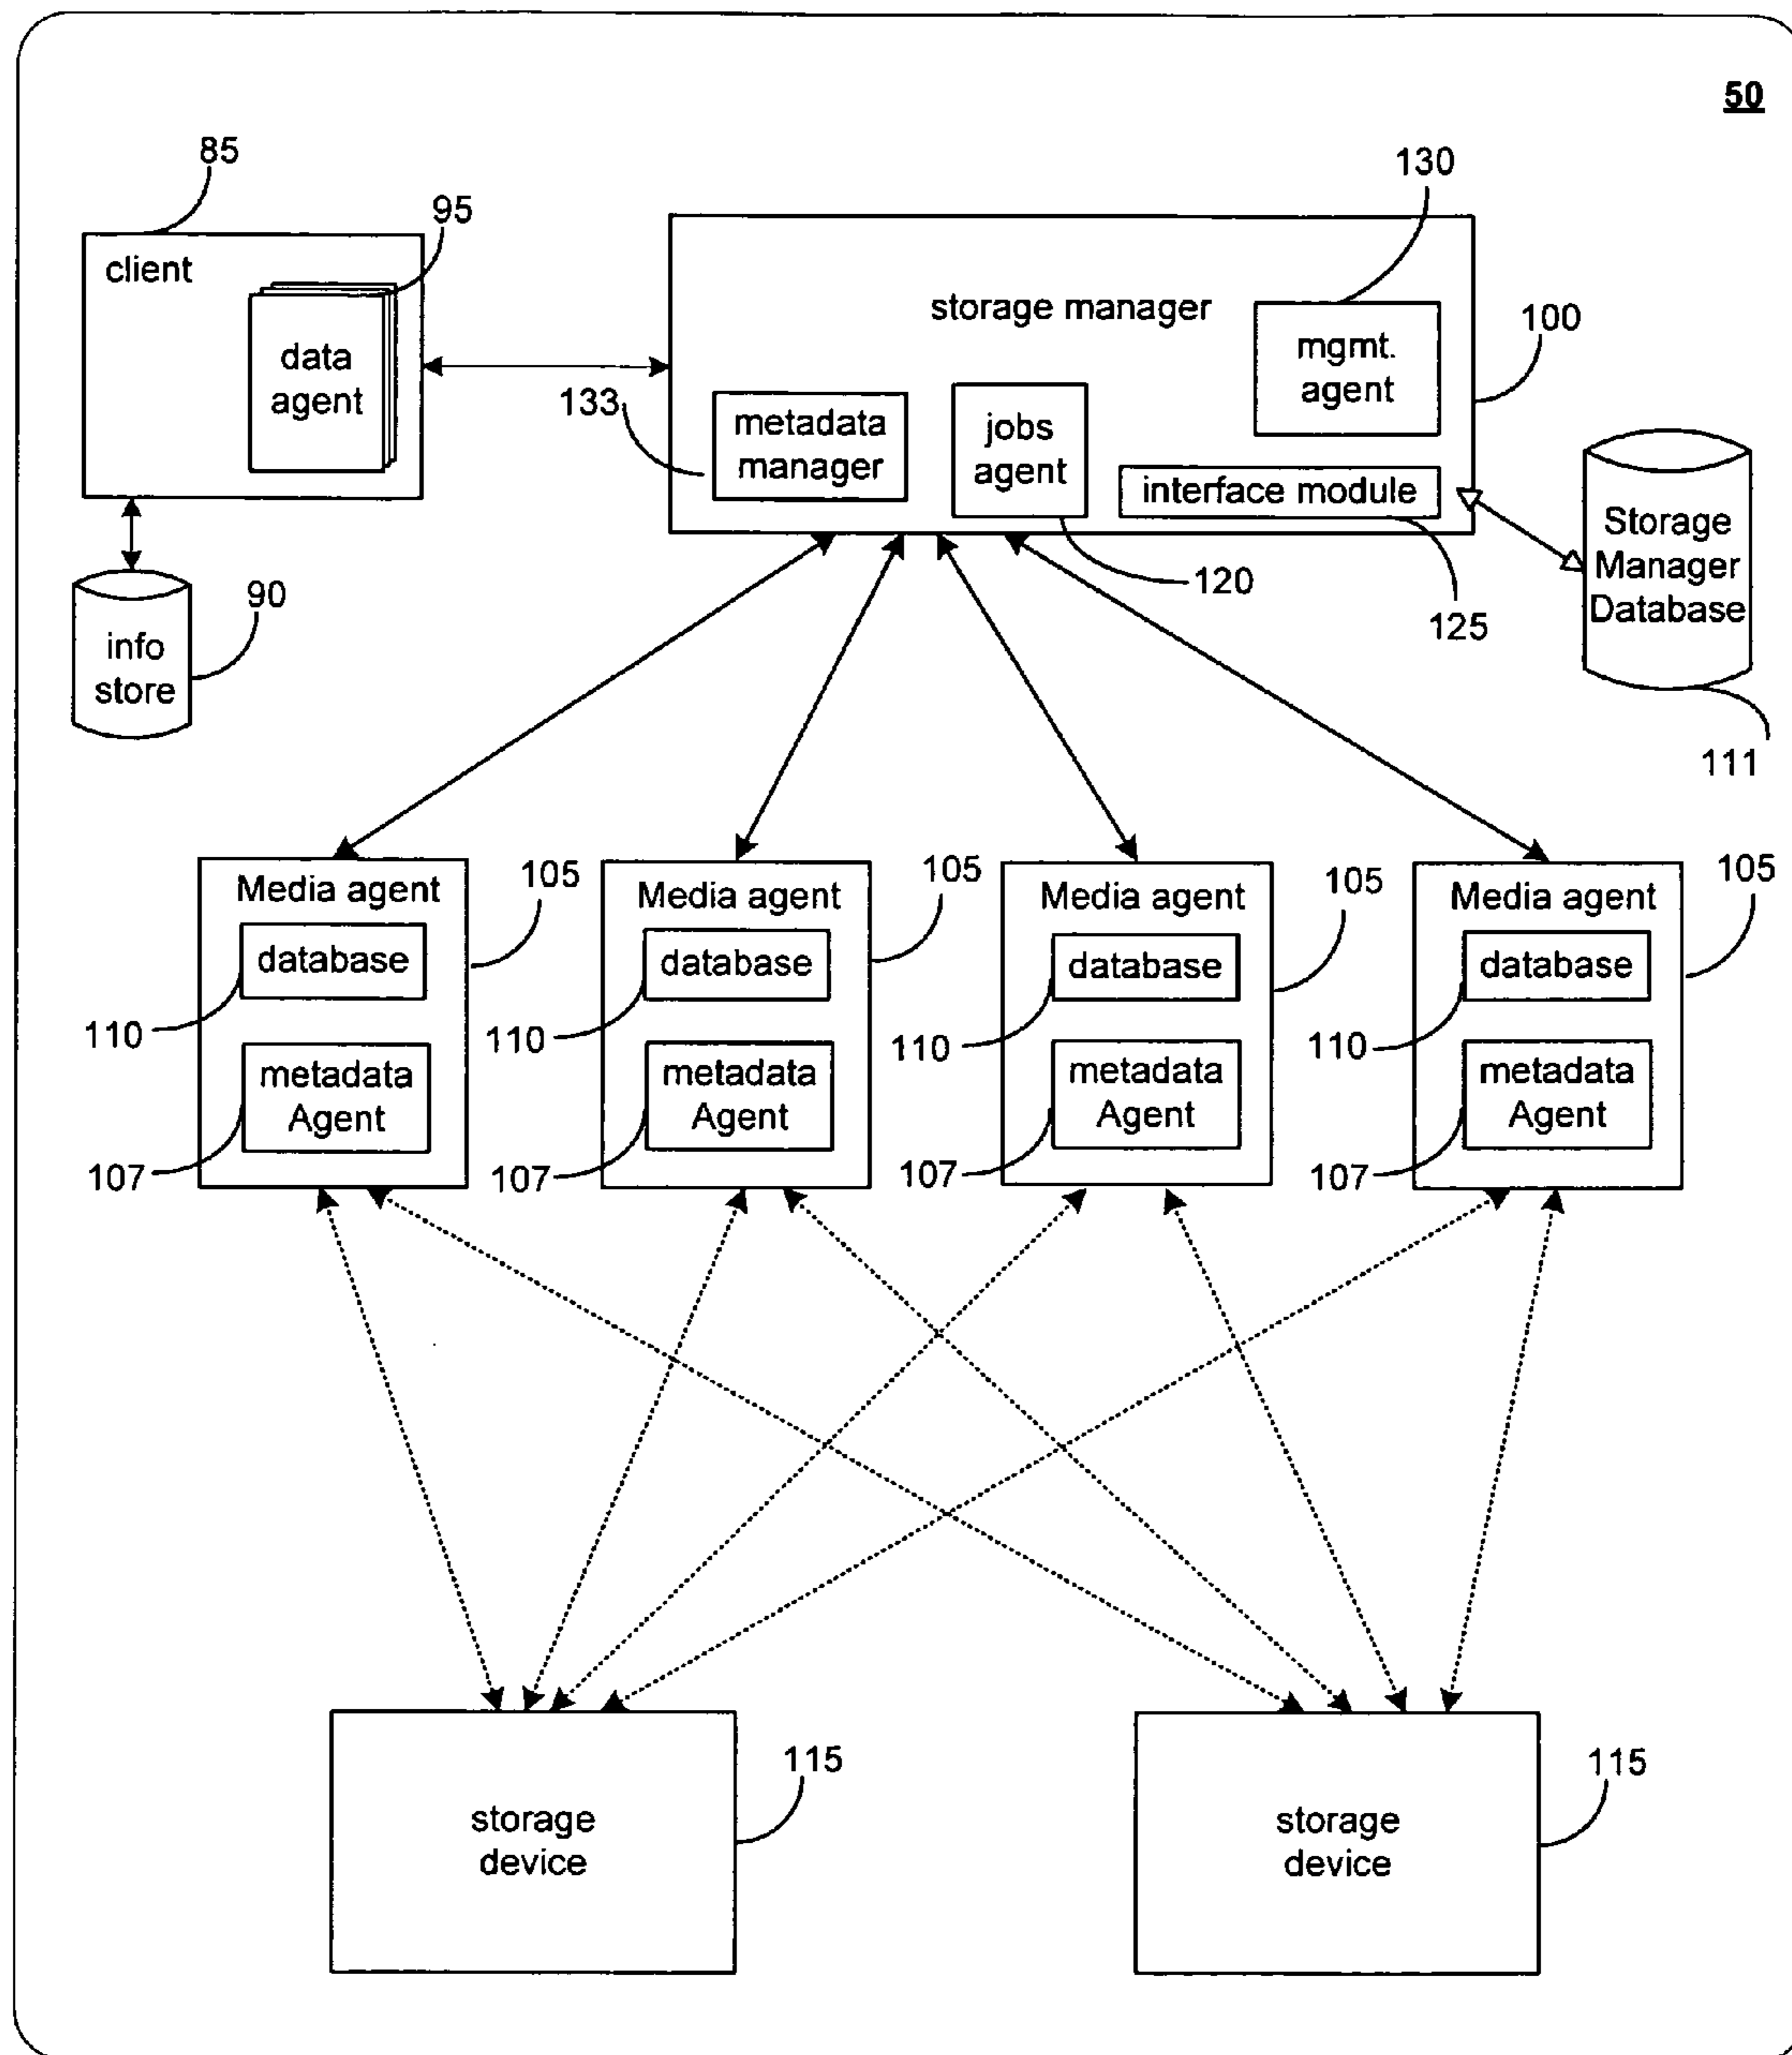 50
85
95
130
client
data
agent
storage manager
mgmt.
agent
100
133
metadata
manager
jobs
agent
interface module
Storage
Manager
Database
120
125
111
90
info
store
Media agent
105
database
110
metadata
Agent
107
Media agent
105
database
110
metadata
Agent
107
Media agent
105
database
110
metadata
Agent
107
Media agent
105
database
110
metadata
Agent
107
storage
device
115
storage
device
115